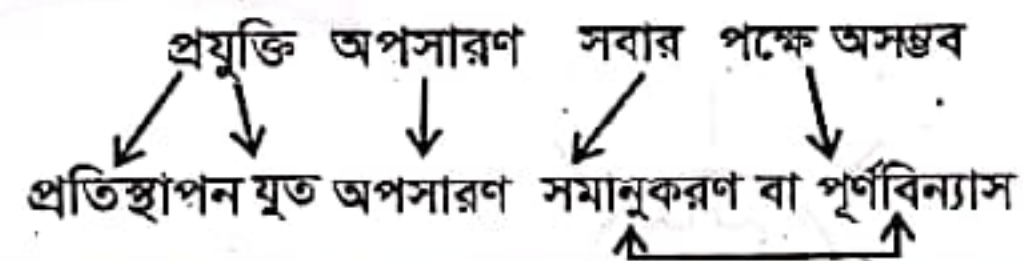 প্রযুক্তি অপসারণ সবার পক্ষে অসম্ভব
প্রতিস্থাপন যুত অপসারণ সমানুকরণ বা পূর্ণবিন্যাস